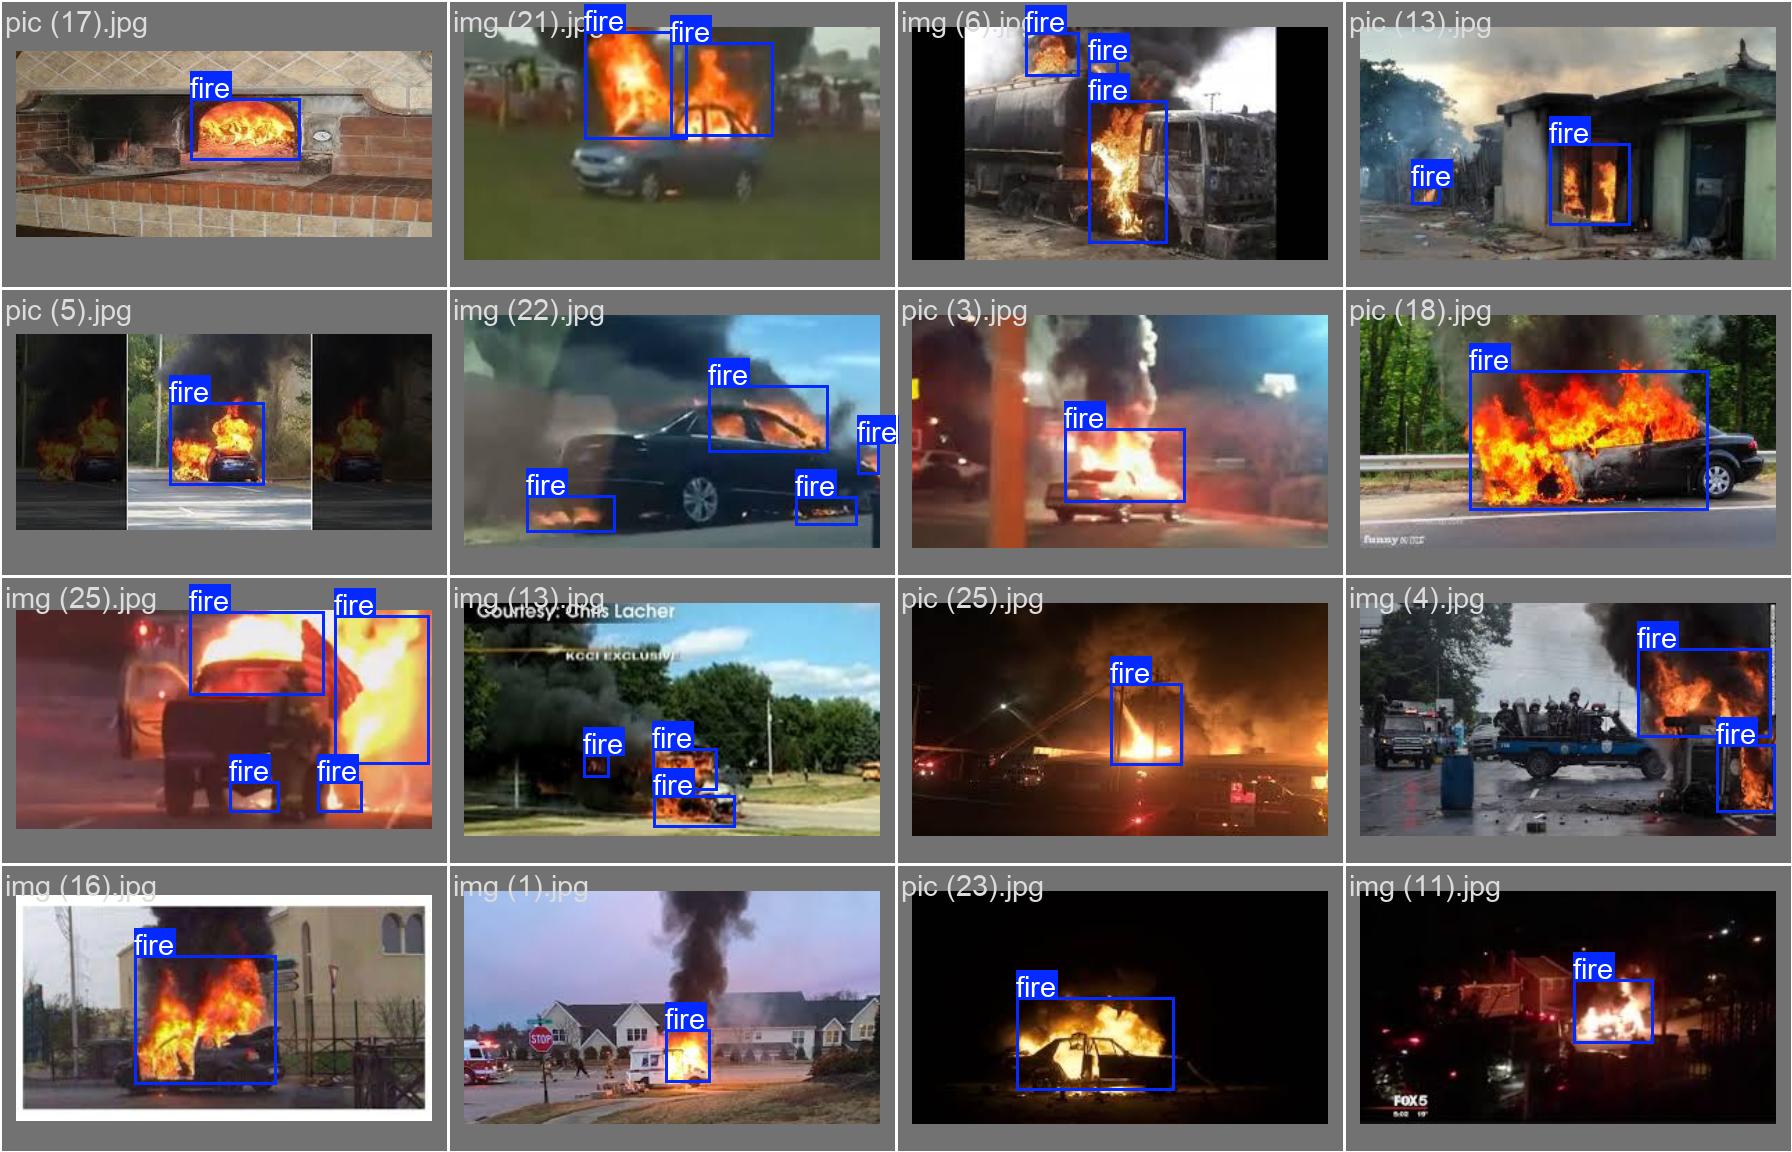 pic (17).jpg
img (21).jpg
img (6).jpg
pic (13).jpg
fire
fire
fire
fire
fire
fire
fire
fire
pic (5).jpg
img (22).jpg
pic (3).jpg
pic (18).jpg
fire
fire
fire
fire
fire
fire
fire
funny
img (25).jpg
img (13).jpg
pic (25).jpg
img (4).jpg
fire
fire
fire
fire
Courtesy: Chris Lacher
KCCI EXCLUSIVE
fire
fire
fire
fire
fire
fire
img (16).jpg
img (1).jpg
pic (23).jpg
img (11).jpg
fire
STOP
fire
fire
fire
FOX5